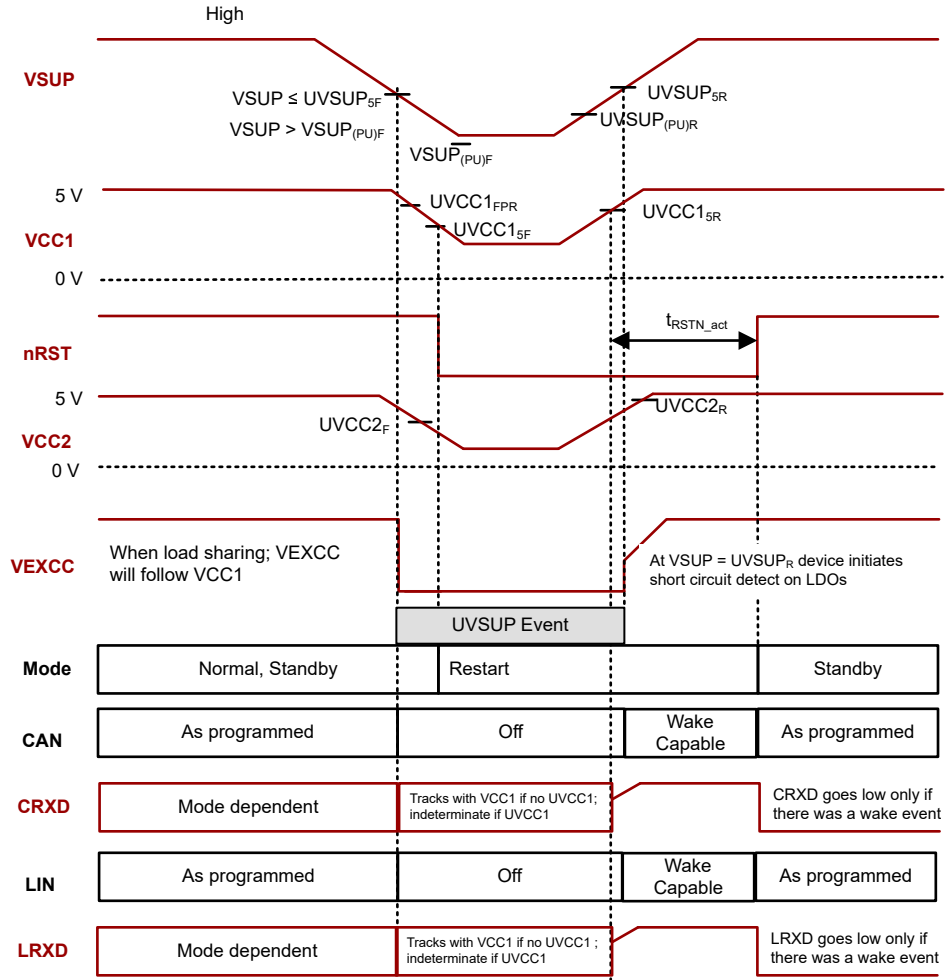 High
VSUP
VSUP ≤ UVSUP5F
VSUP > VSUP(PU)F
VSUP(PU)F
UVSUP5R
UVSUP(PU)R
5 V
VCC1
0 V
UVCC1FPR
UVCC15F
UVCC15R
nRST
tRSTN_act
5 V
VCC2
0 V
UVCC2F
UVCC2R
VEXCC
When load sharing; VEXCC
will follow VCC1
At VSUP = UVSUPR device initiates
short circuit detect on LDOs
UVSUP Event
Mode
Normal, Standby
Restart
Standby
CAN
As programmed
Off
Wake
Capable
As programmed
CRXD
Mode dependent
Tracks with VCC1 if no UVCC1;
indeterminate if UVCC1
CRXD goes low only if
there was a wake event
LIN
As programmed
Off
Wake
Capable
As programmed
LRXD
Mode dependent
Tracks with VCC1 if no UVCC1 ;
indeterminate if UVCC1
LRXD goes low only if
there was a wake event